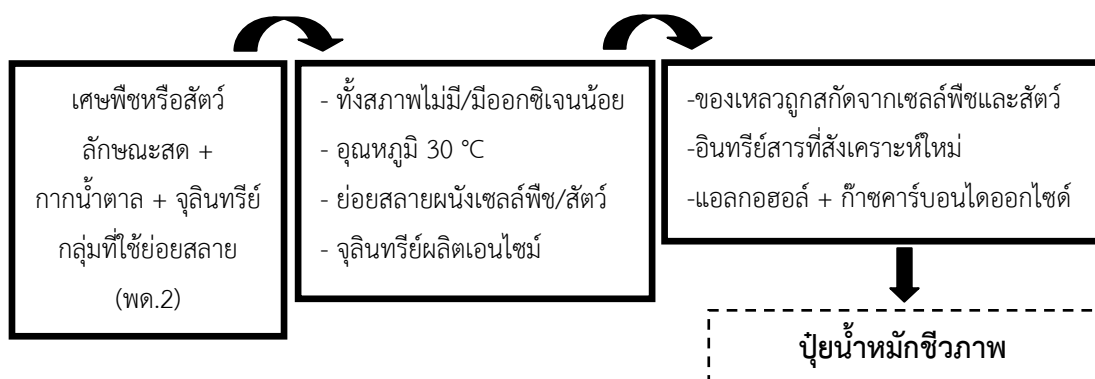 เศษพืชหรือสัตว์
ลักษณะสด +
กากน้ำตาล + จุลินทรีย์
กลุ่มที่ใช้ย่อยสลาย
(พด.2)
- ทั้งสภาพไม่มี/มีออกซิเจนน้อย
- อุณหภูมิ 30 °C
- ย่อยสลายผนังเซลล์พืช/สัตว์
- จุลินทรีย์ผลิตเอนไซม์
-ของเหลวถูกสกัดจากเซลล์พืชและสัตว์
-อินทรีย์สารที่สังเคราะห์ใหม่
-แอลกอฮอล์ + ก๊าซคาร์บอนไดออกไซด์
ปุ๋ยน้ำหมักชีวภาพ